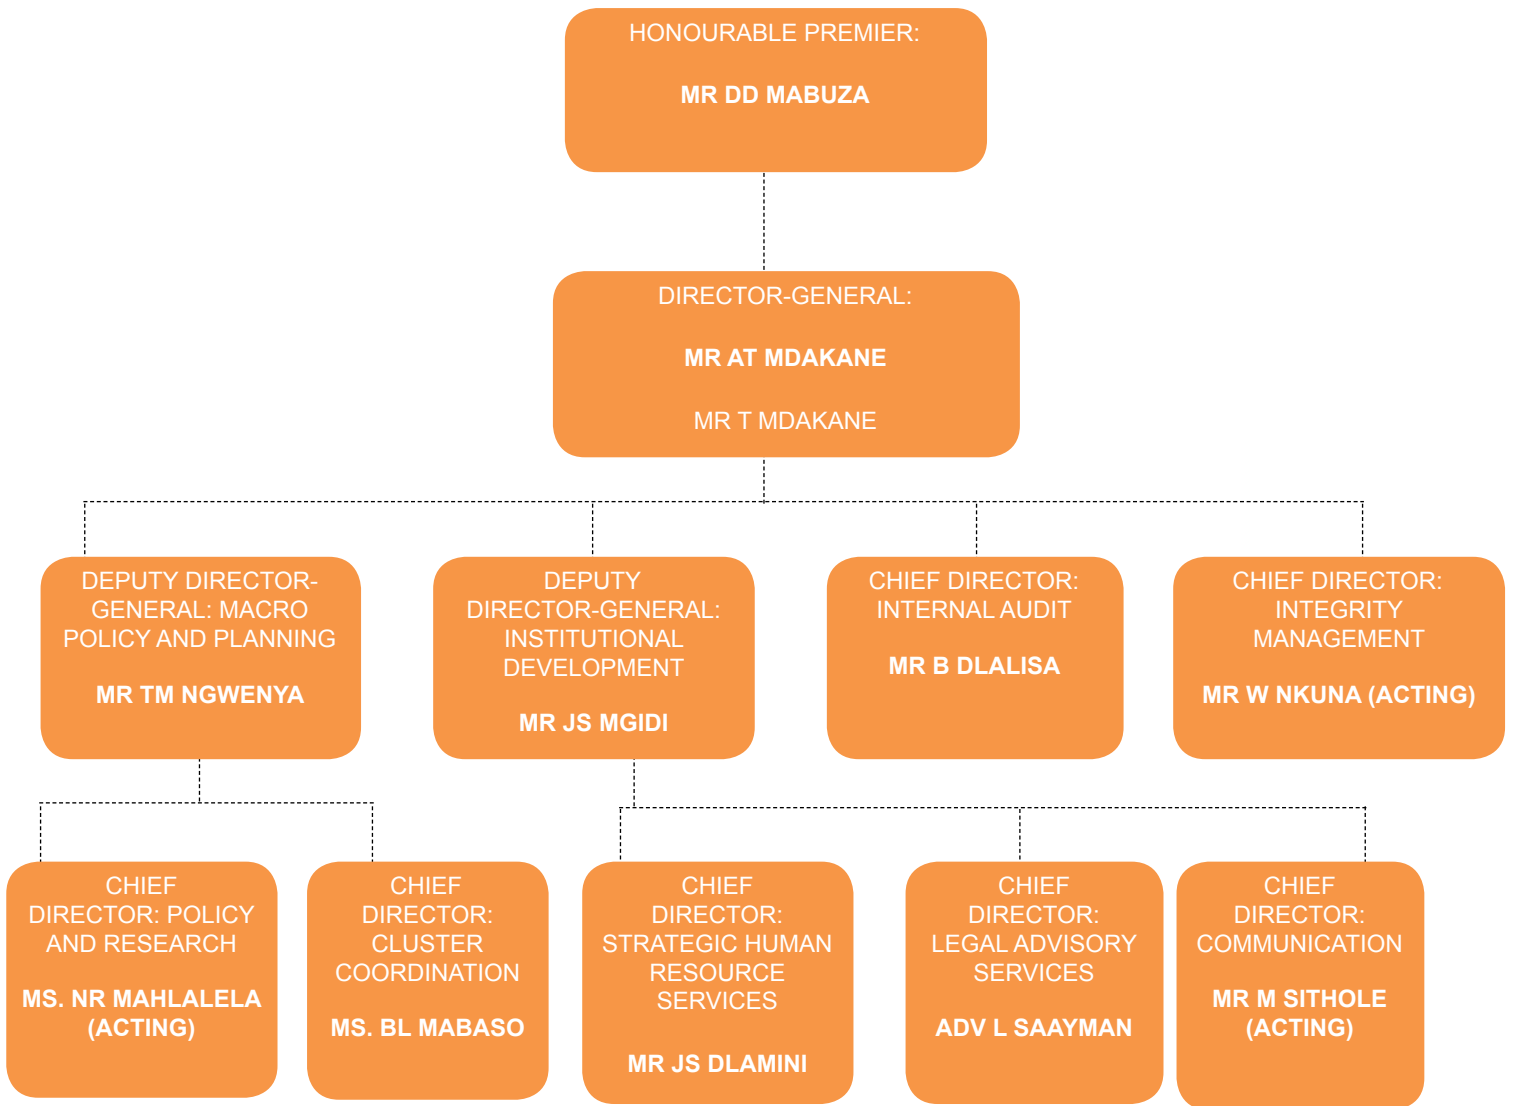 HONOURABLE PREMIER:
MR DD MABUZA
DIRECTOR-GENERAL:
MR AT MDAKANE
MR T MDAKANE
DEPUTY DIRECTOR-
GENERAL: MACRO
POLICY AND PLANNING
MR TM NGWENYA
DEPUTY
DIRECTOR-GENERAL:
INSTITUTIONAL
DEVELOPMENT
MR JS MGIDI
CHIEF DIRECTOR:
INTERNAL AUDIT
MR B DLALISA
CHIEF DIRECTOR:
INTEGRITY
MANAGEMENT
MR W NKUNA (ACTING)
CHIEF
DIRECTOR: POLICY
AND RESEARCH
MS. NR MAHLALELA
(ACTING)
CHIEF
DIRECTOR:
CLUSTER
COORDINATION
MS. BL MABASO
CHIEF
DIRECTOR:
STRATEGIC HUMAN
RESOURCE
SERVICES
MR JS DLAMINI
CHIEF
DIRECTOR:
LEGAL ADVISORY
SERVICES
ADV L SAAYMAN
CHIEF
DIRECTOR:
COMMUNICATION
MR M SITHOLE
(ACTING)